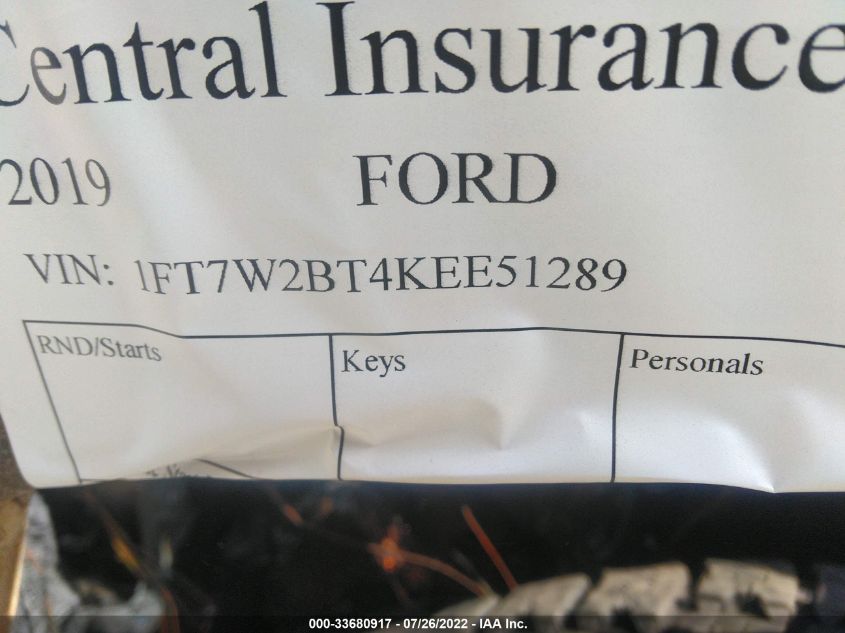 Central Insurance
2019 FORD
VIN: 1FT7W2BT4KEE51289
RND/Starts Keys Personals
000-33680917 - 07/26/2022 - IAA Inc.